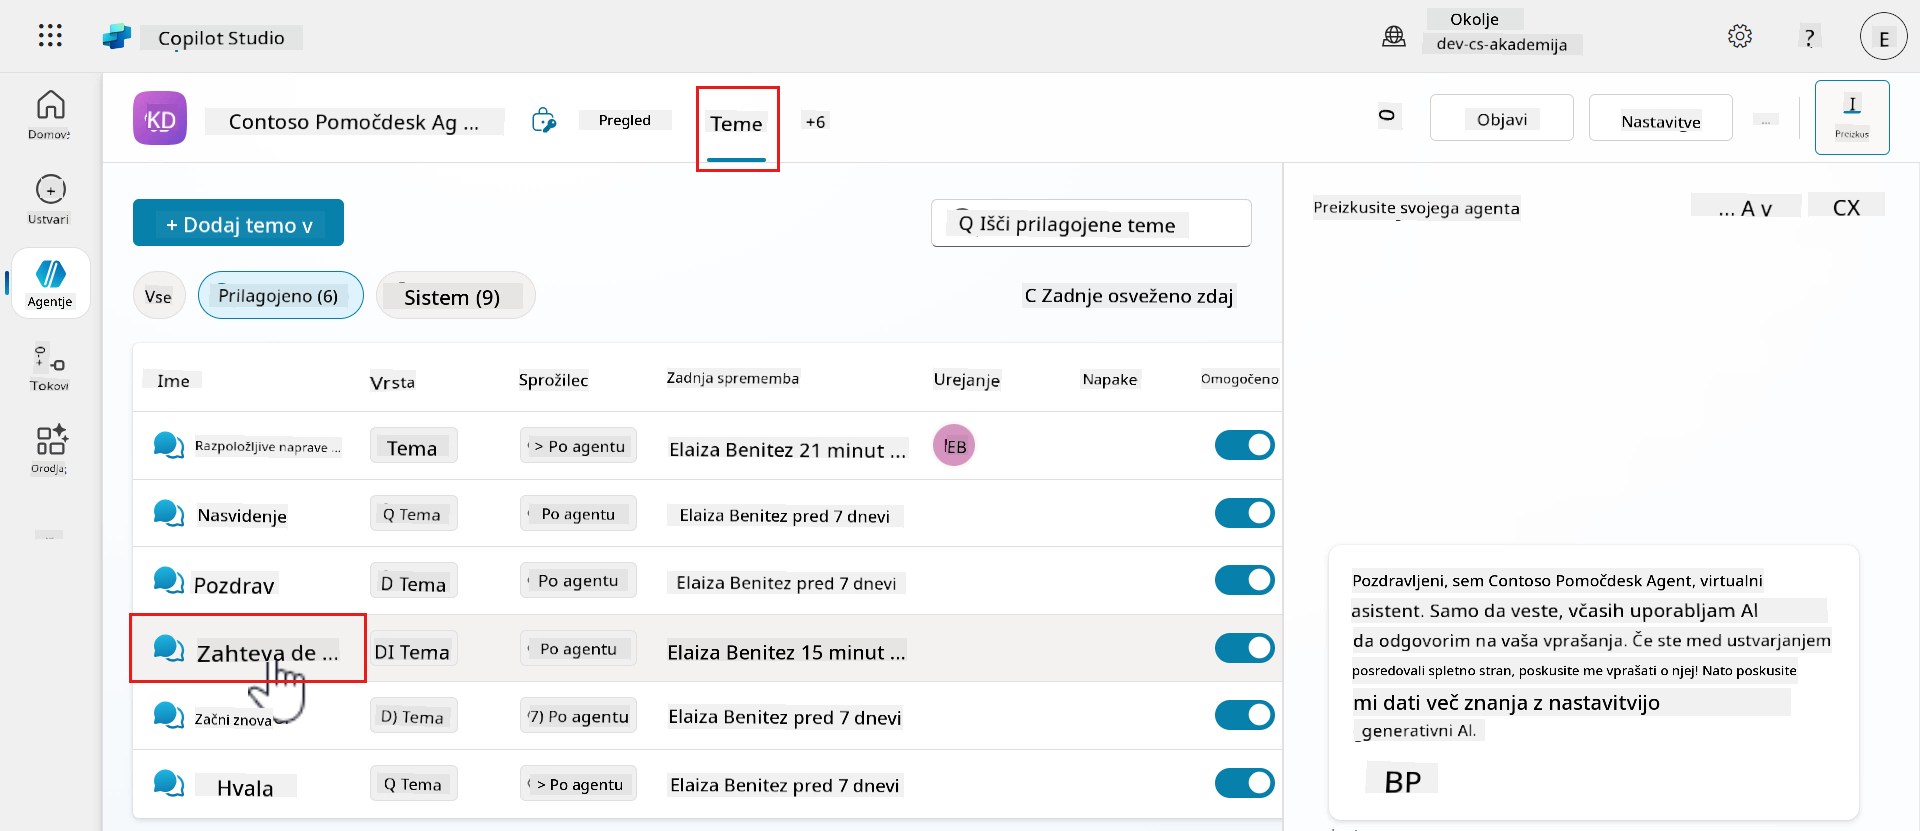 Copilot Studio
Okolje
dev-cs-akademija
?
E
KD
Contoso Pomočdesk Ag ...
Pregled
Teme
+6
Objavi
Nastavitve
...
Preizkus
Domov
Ustvari
Agentje
Tokovi
Orodja
+ Dodaj temo v
Q Išči prilagojene teme
Vse
Prilagojeno (6)
Sistem (9)
C Zadnje osveženo zdaj
Ime
Vrsta
Sprožilec
Zadnja sprememba
Urejanje
Napake
Omogočeno
Razpoložljive naprave ...
Tema
> Po agentu
Elaiza Benitez 21 minut ...
EB
Nasvidenje
Q Tema
Po agentu
Elaiza Benitez pred 7 dnevi
Pozdrav
D Tema
Po agentu
Elaiza Benitez pred 7 dnevi
Zahteva de ...
DI Tema
Po agentu
Elaiza Benitez 15 minut ...
Začni znova
D) Tema
7) Po agentu
Elaiza Benitez pred 7 dnevi
Hvala
Q Tema
> Po agentu
Elaiza Benitez pred 7 dnevi
Preizkusite svojega agenta
... A v
CX
Pozdravljeni, sem Contoso Pomočdesk Agent, virtualni
asistent. Samo da veste, včasih uporabljam AI
da odgovorim na vaša vprašanja. Če ste med ustvarjanjem
posredovali spletno stran, poskusite me vprašati o njej! Nato poskusite
mi dati več znanja z nastavitvijo
generativni AI.
BP